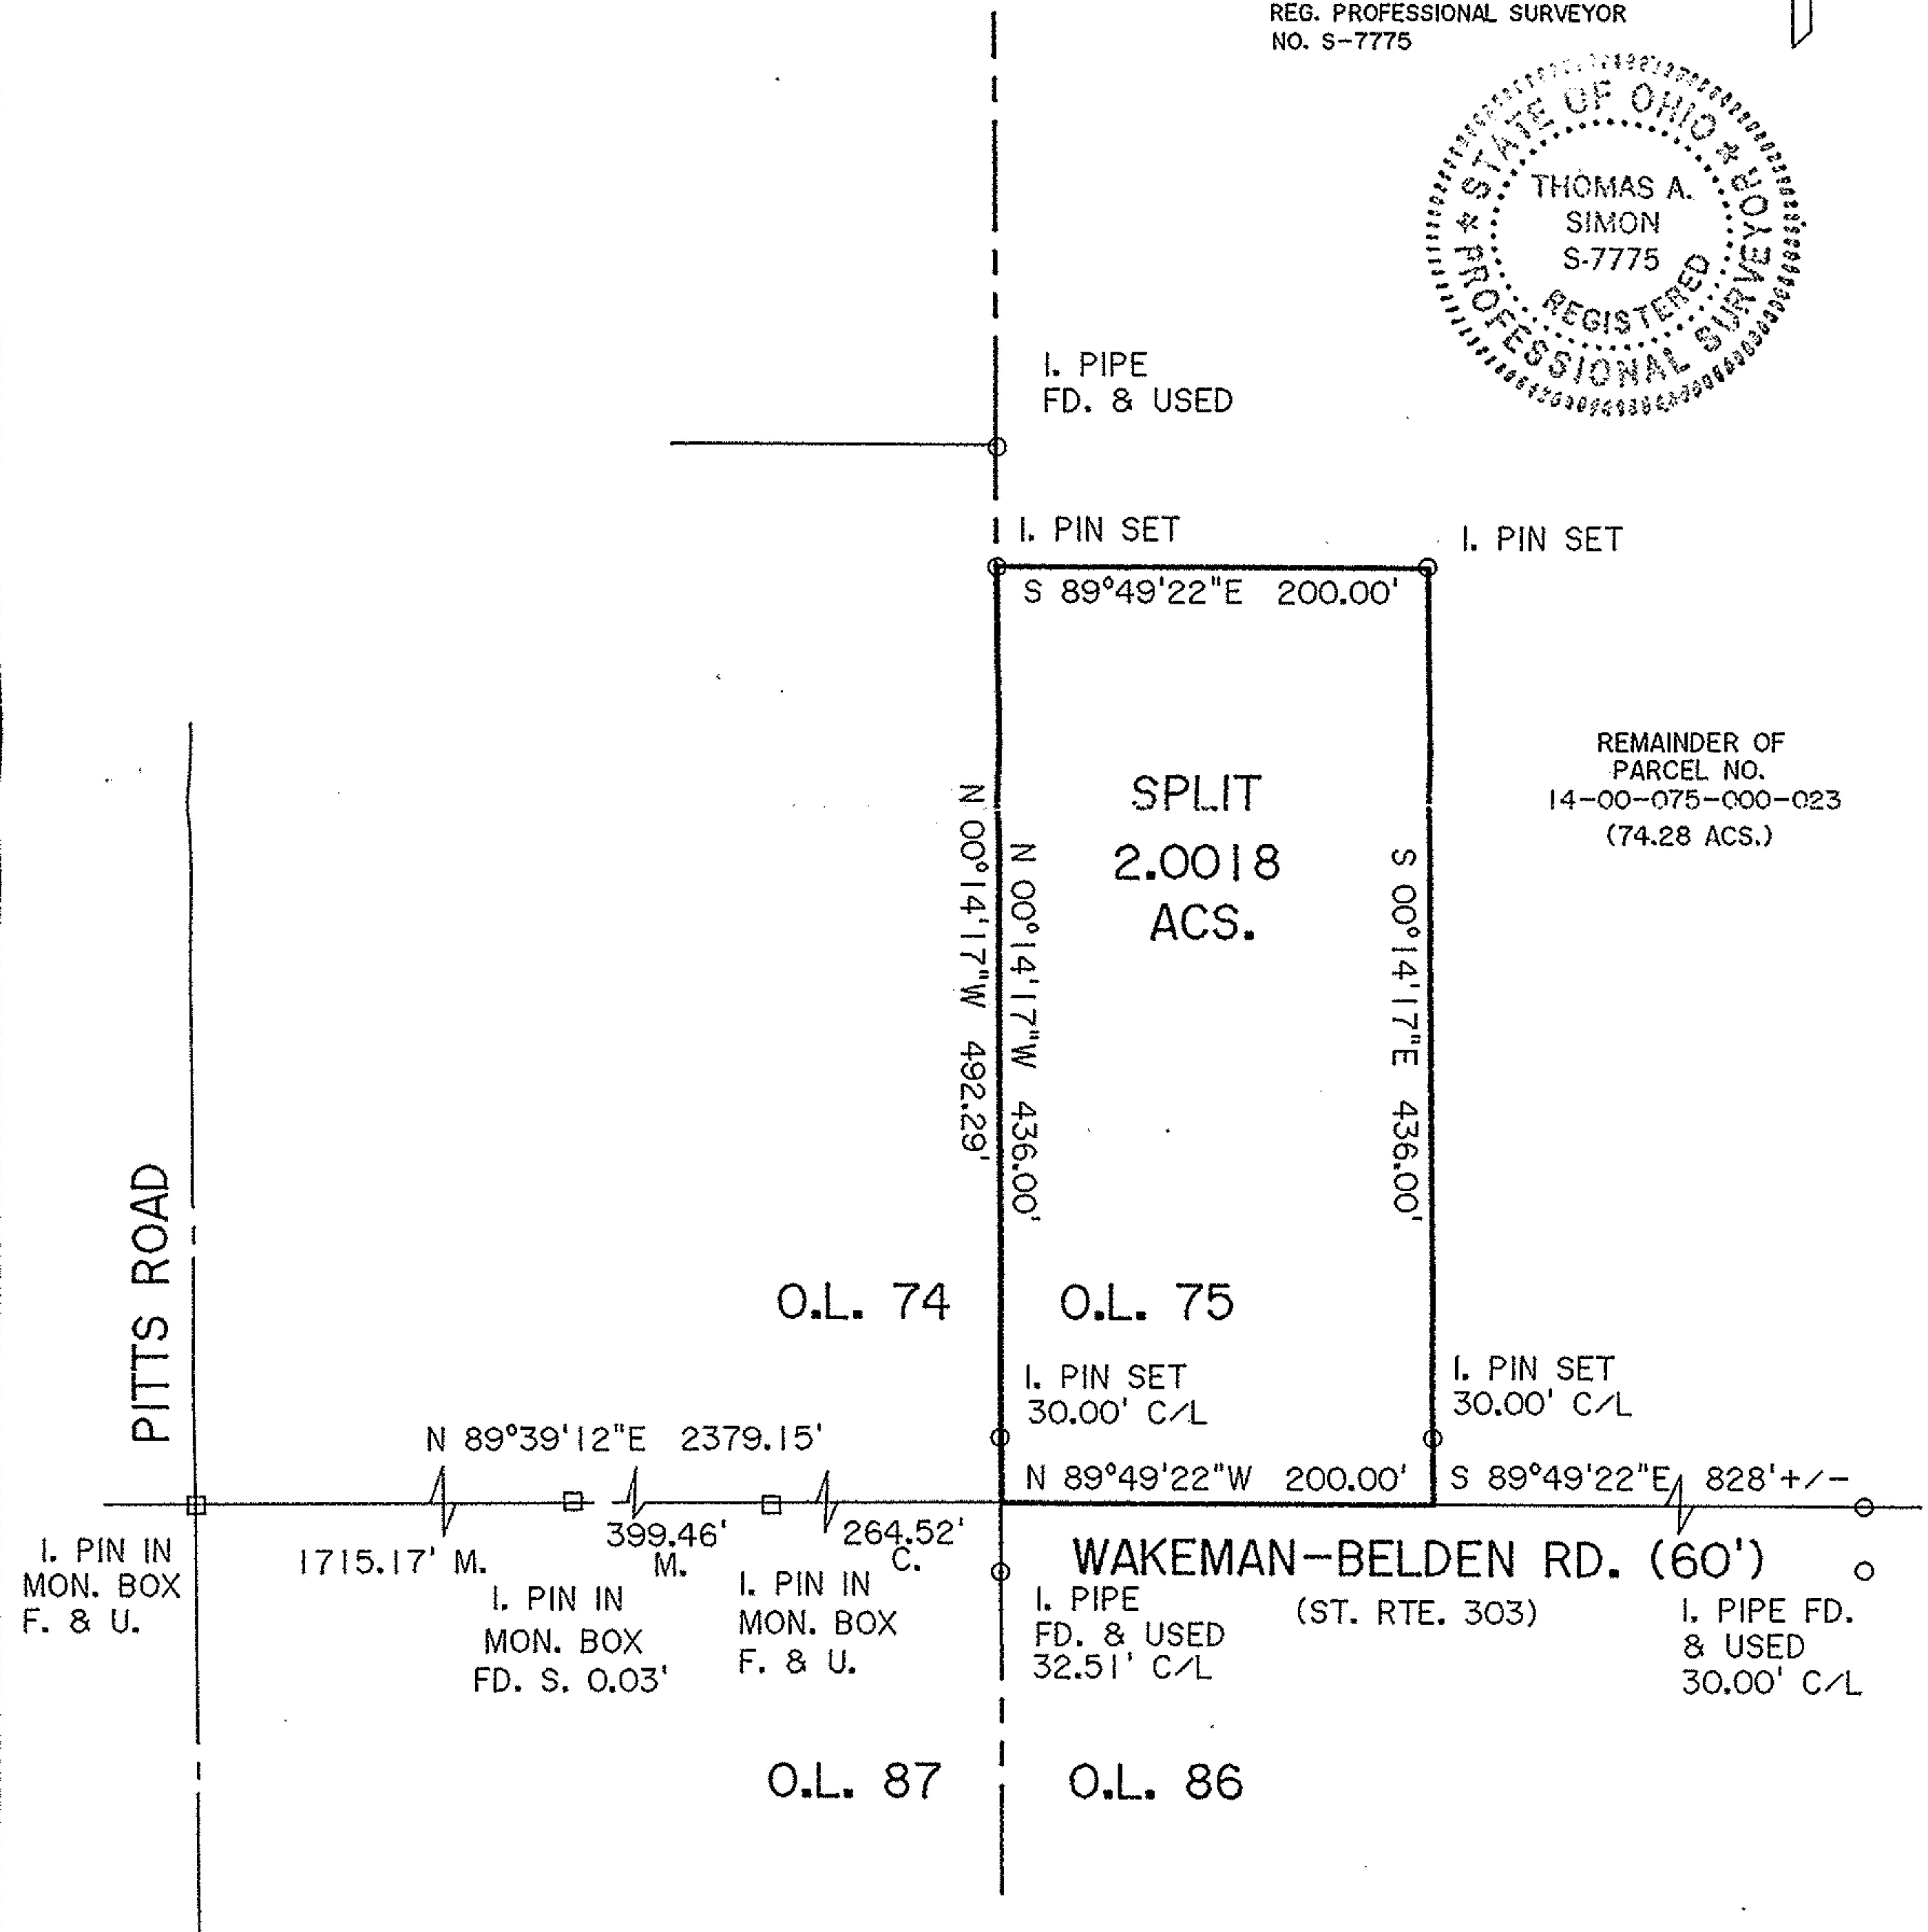 REG. PROFESSIONAL SURVEYOR
NO. S-7775
STATE OF OHIO
THOMAS A.
SIMON
S-7775
REGISTERED
PROFESSIONAL SURVEYOR
I. PIPE
FD. & USED
I. PIN SET
I. PIN SET
S 89°49'22"E 200.00'
REMAINDER OF
PARCEL NO.
14-00-075-000-023
(74.28 ACS.)
SPLIT
2.0018
ACS.
N 00°14'17"W 492.29'
N 00°14'17"W 436.00'
S 00°14'17"E 436.00'
PITTS ROAD
O.L. 74
O.L. 75
I. PIN SET
30.00' C/L
I. PIN SET
30.00' C/L
N 89°39'12"E 2379.15'
N 89°49'22"W 200.00'
S 89°49'22"E 828'+/-
I. PIN IN
MON. BOX
F. & U.
1715.17' M.
399.46'
M.
264.52'
C.
I. PIN IN
MON. BOX
FD. S. 0.03'
I. PIN IN
MON. BOX
F. & U.
WAKEMAN-BELDEN RD. (60')
(ST. RTE. 303)
I. PIPE
FD. & USED
32.51' C/L
I. PIPE FD.
& USED
30.00' C/L
O.L. 87
O.L. 86